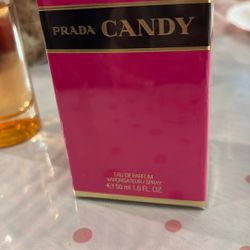 PRADA CANDY
EAU DE PARFUM
VAPORISATEUR / SPRAY
℮ 50 ml 1.6 FL. OZ.